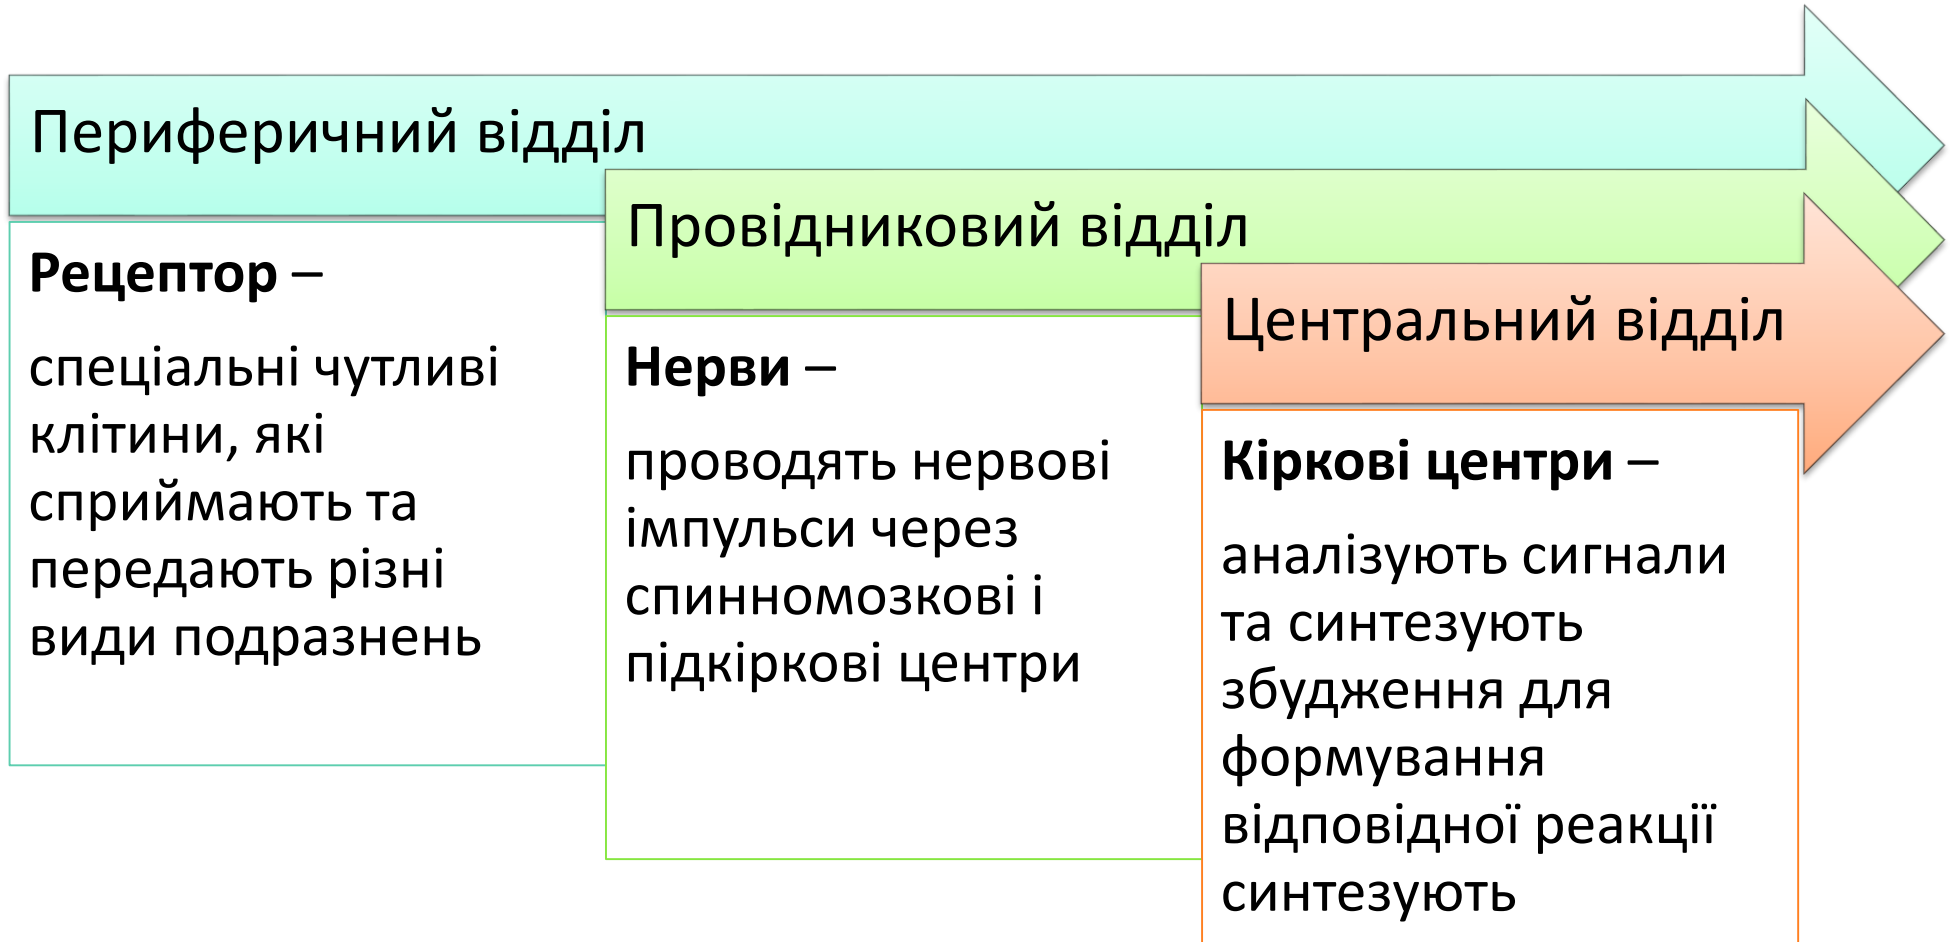 Периферичний відділ
Рецептор –
спеціальні чутливі
клітини, які
сприймають та
передають різні
види подразнень
Провідниковий відділ
Нерви –
проводять нервові
імпульси через
спинномозкові і
підкіркові центри
Центральний відділ
Кіркові центри –
аналізують сигнали
та синтезують
збудження для
формування
відповідної реакції
синтезують